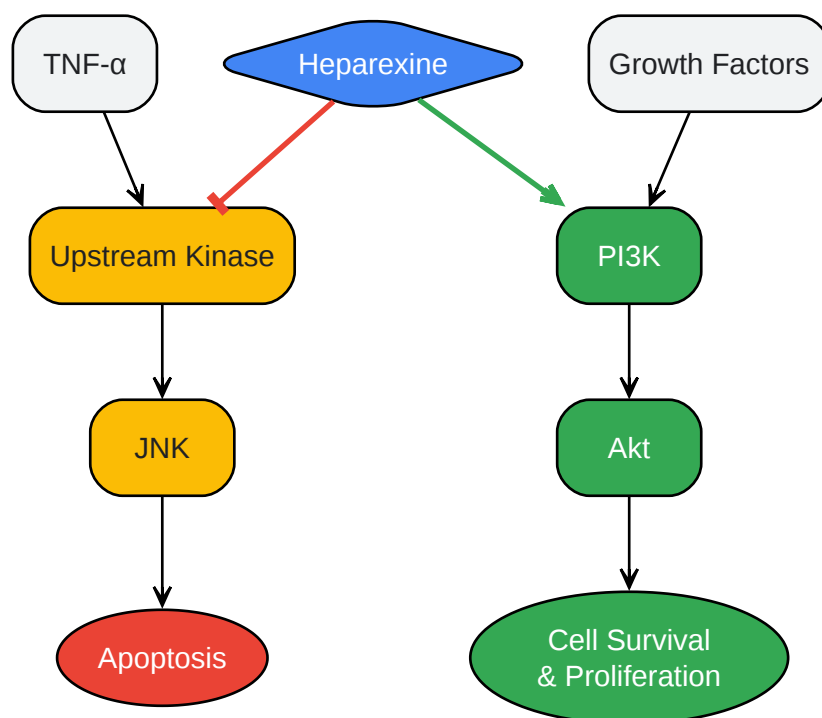 TNF-α
Heparexine
Growth Factors
Upstream Kinase
PI3K
JNK
Akt
Apoptosis
Cell Survival
& Proliferation